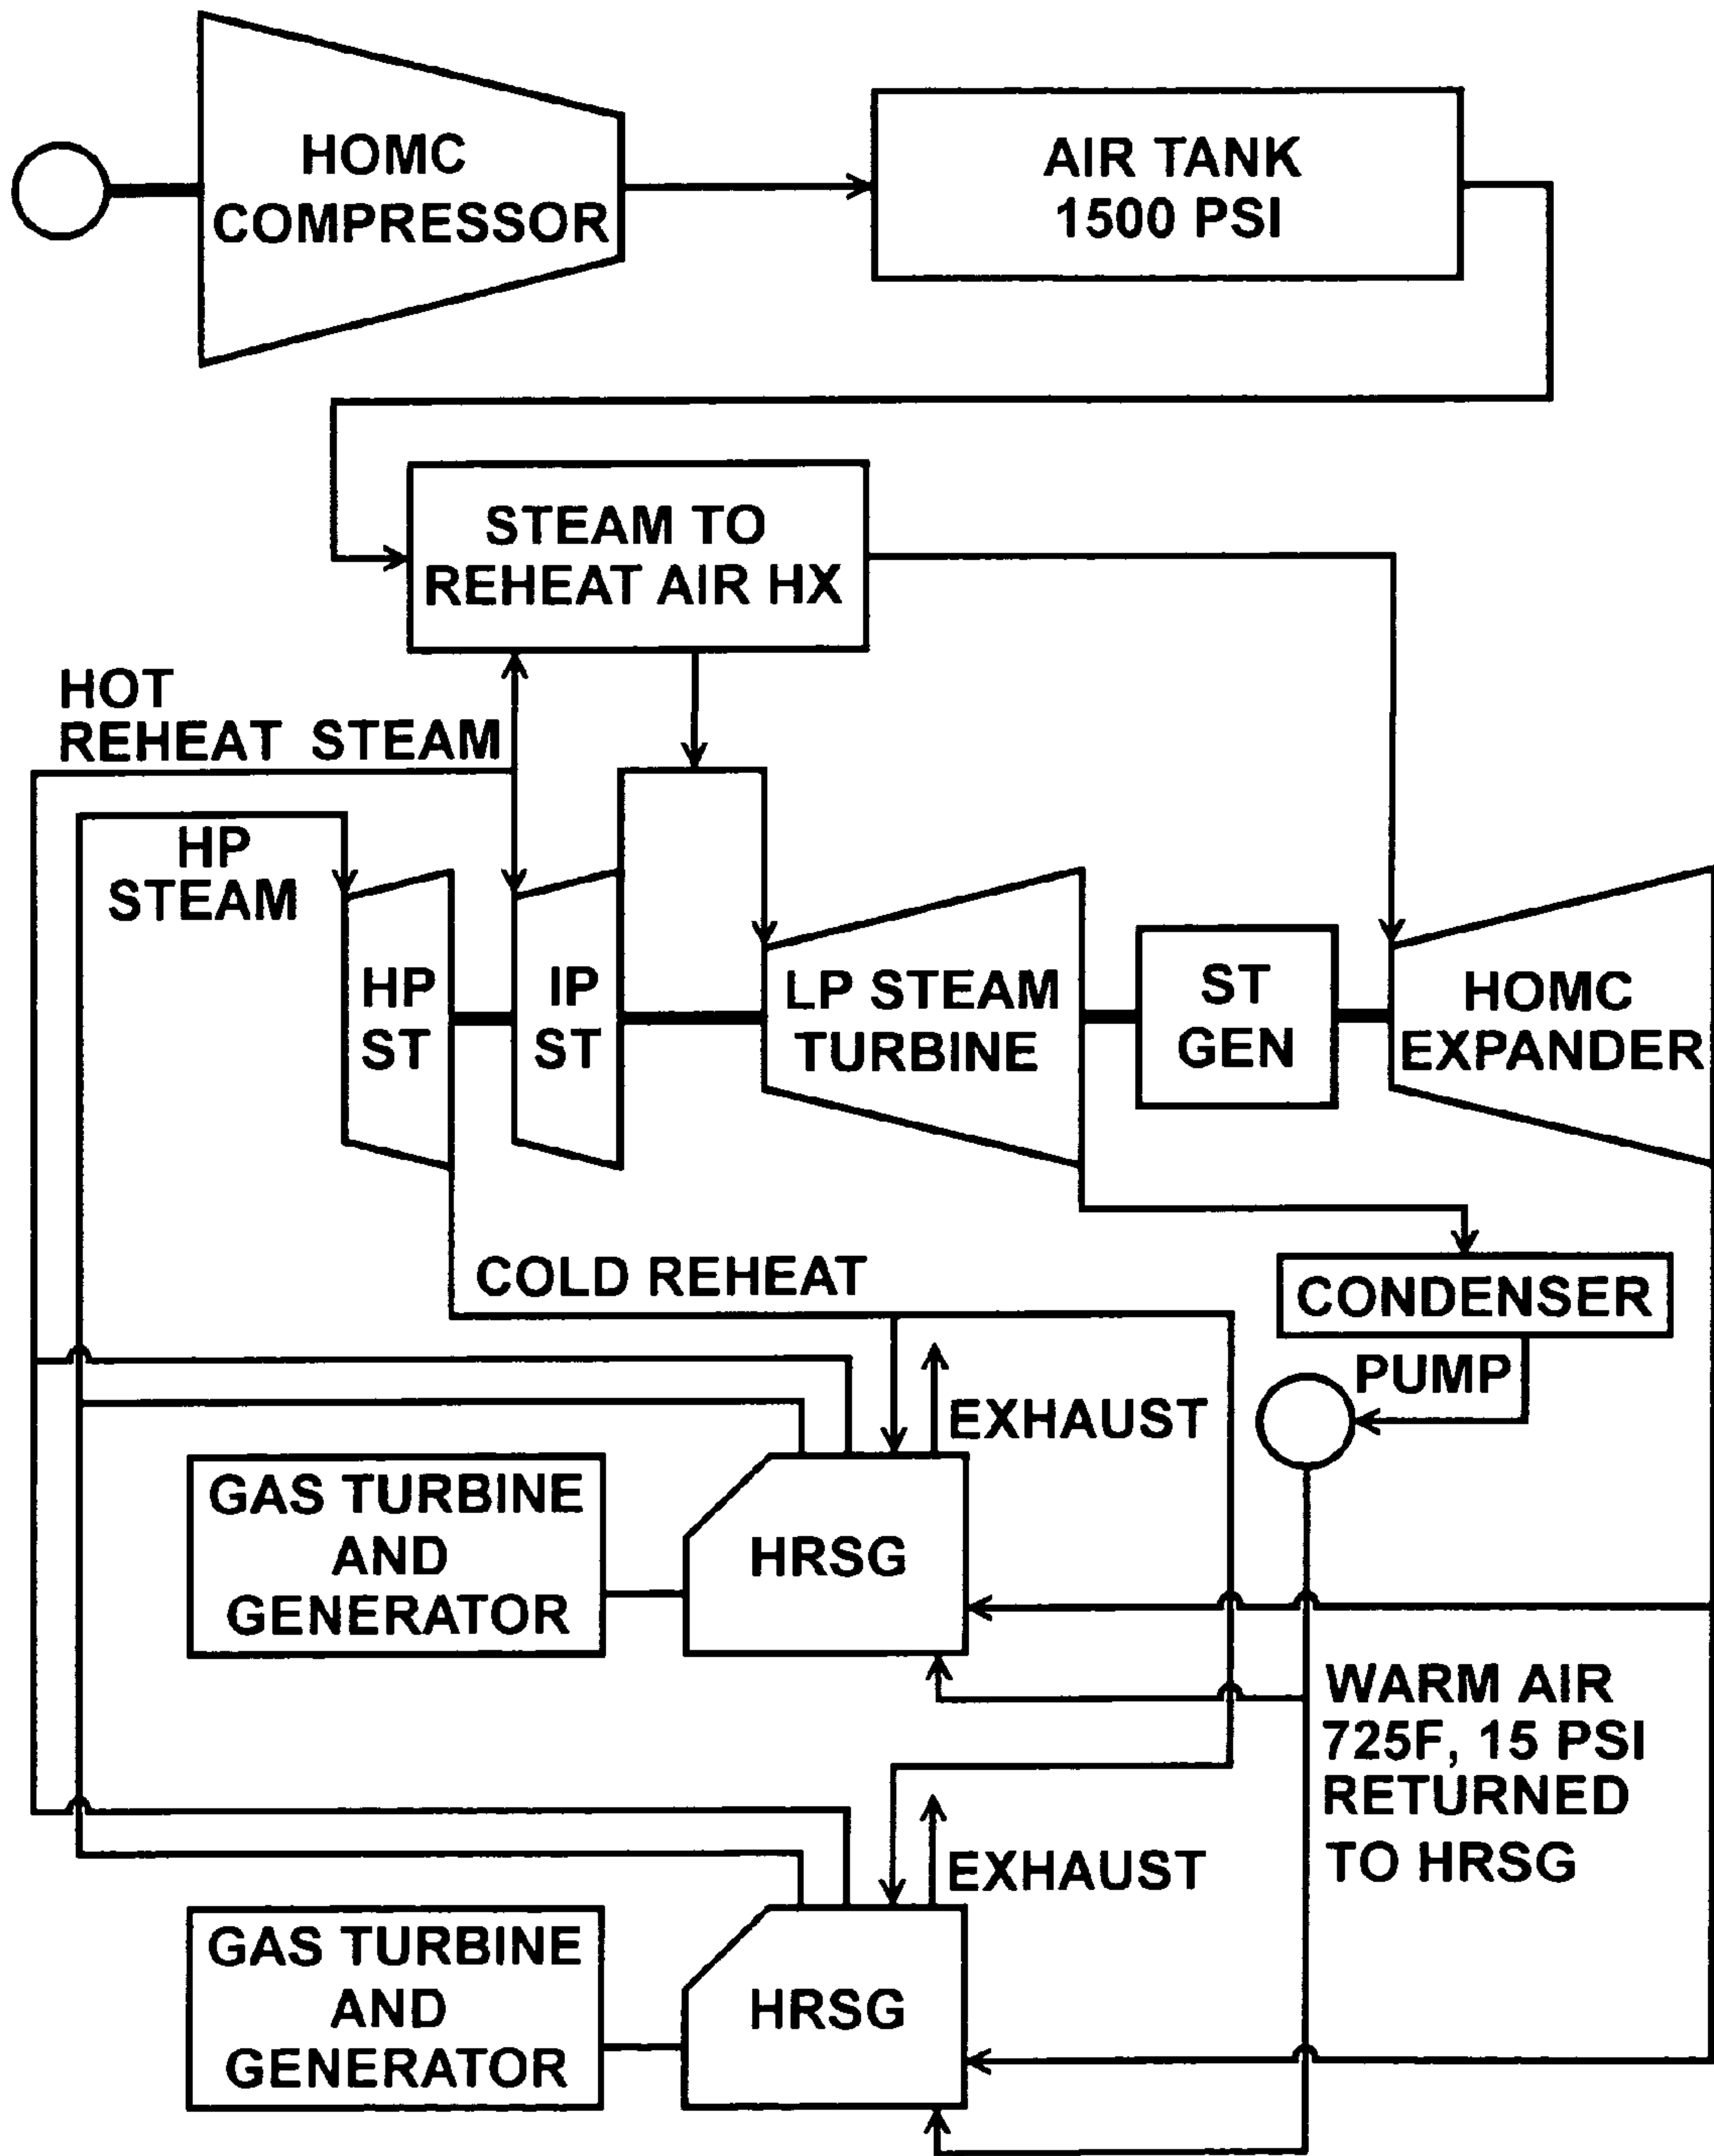 HOMC
COMPRESSOR
AIR TANK
1500 PSI
STEAM TO
REHEAT AIR HX
HOT
REHEAT STEAM
HP
STEAM
HP
ST
IP
ST
LP STEAM
TURBINE
ST
GEN
HOMC
EXPANDER
COLD REHEAT
CONDENSER
PUMP
EXHAUST
GAS TURBINE
AND
GENERATOR
HRSG
WARM AIR
725F, 15 PSI
RETURNED
TO HRSG
EXHAUST
GAS TURBINE
AND
GENERATOR
HRSG